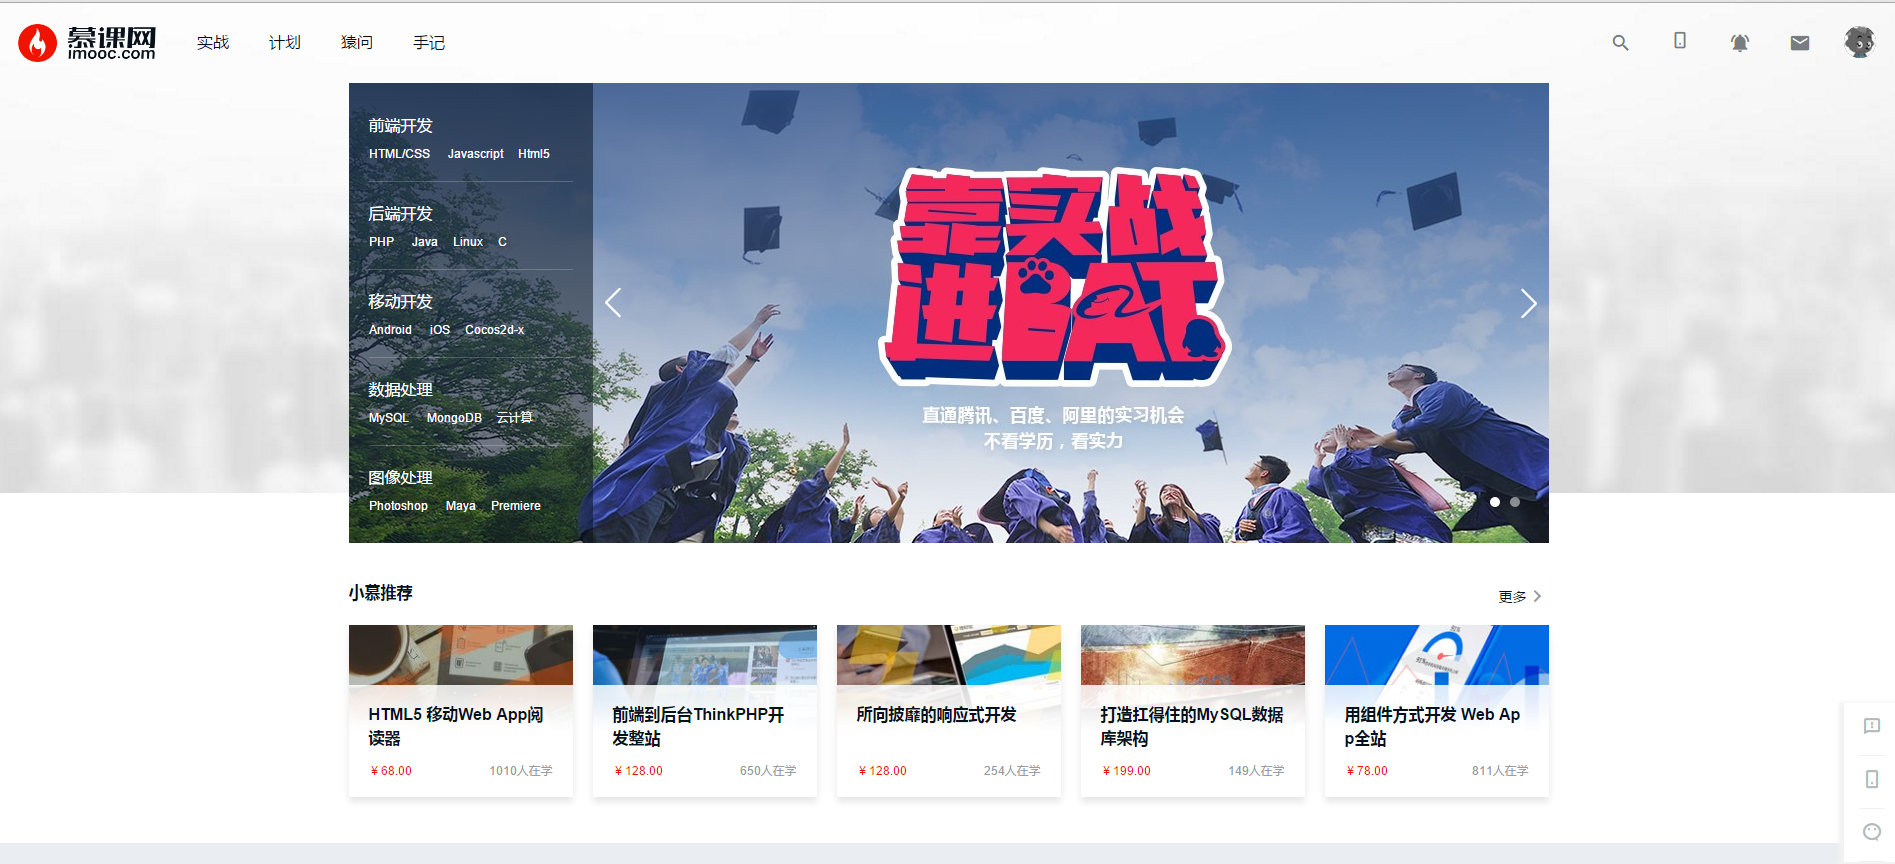 慕课网
imooc.com
实战 计划 猿问 手记
前端开发
HTML/CSS Javascript Html5
后端开发
PHP Java Linux C
移动开发
Android iOS Cocos2d-x
数据处理
MySQL MongoDB 云计算
图像处理
Photoshop Maya Premiere
靠实战
进BAT
直通腾讯、百度、阿里的实习机会
不看学历，看实力
小慕推荐
更多
HTML5 移动Web App阅
读器
¥ 68.00 1010人在学
前端到后台ThinkPHP开
发整站
¥ 128.00 650人在学
所向披靡的响应式开发
¥ 128.00 254人在学
打造扛得住的MySQL数据
库架构
¥ 199.00 149人在学
用组件方式开发 Web Ap
p全站
¥ 78.00 811人在学